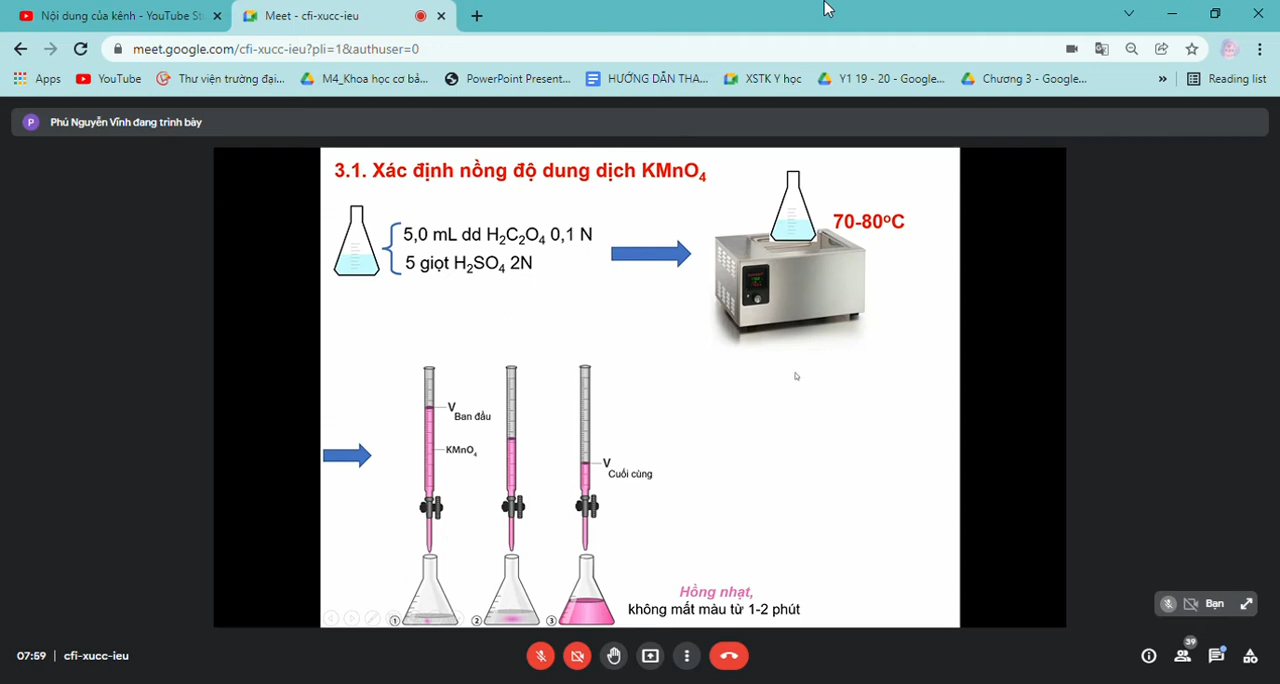 Nội dung của kênh - YouTube St
Meet - cfi-xucc-ieu
meet.google.com/cfi-xucc-ieu?pli=1&authuser=0
Apps
YouTube
Thư viện trường đại...
M4_Khoa học cơ bả...
PowerPoint Present...
HƯỚNG DẪN THA...
XSTK Y học
Y1 19 - 20 - Google...
Chương 3 - Google...
»
Reading list
P
Phú Nguyễn Vĩnh đang trình bày
3.1. Xác định nồng độ dung dịch KMnO₄
5,0 mL dd H₂C₂O₄ 0,1 N
5 giọt H₂SO₄ 2N
70-80°C
V Ban đầu
KMnO₄
V Cuối cùng
Hồng nhạt,
không mất màu từ 1-2 phút
① ② ③
Bạn
07:59 | cfi-xucc-ieu
39